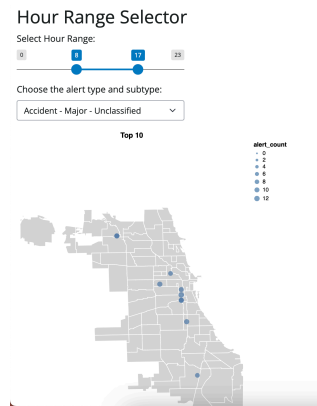 Hour Range Selector
Select Hour Range:
0 8 17 23
Choose the alert type and subtype:
Accident - Major - Unclassified
Top 10
alert_count
0
2
4
6
8
10
12